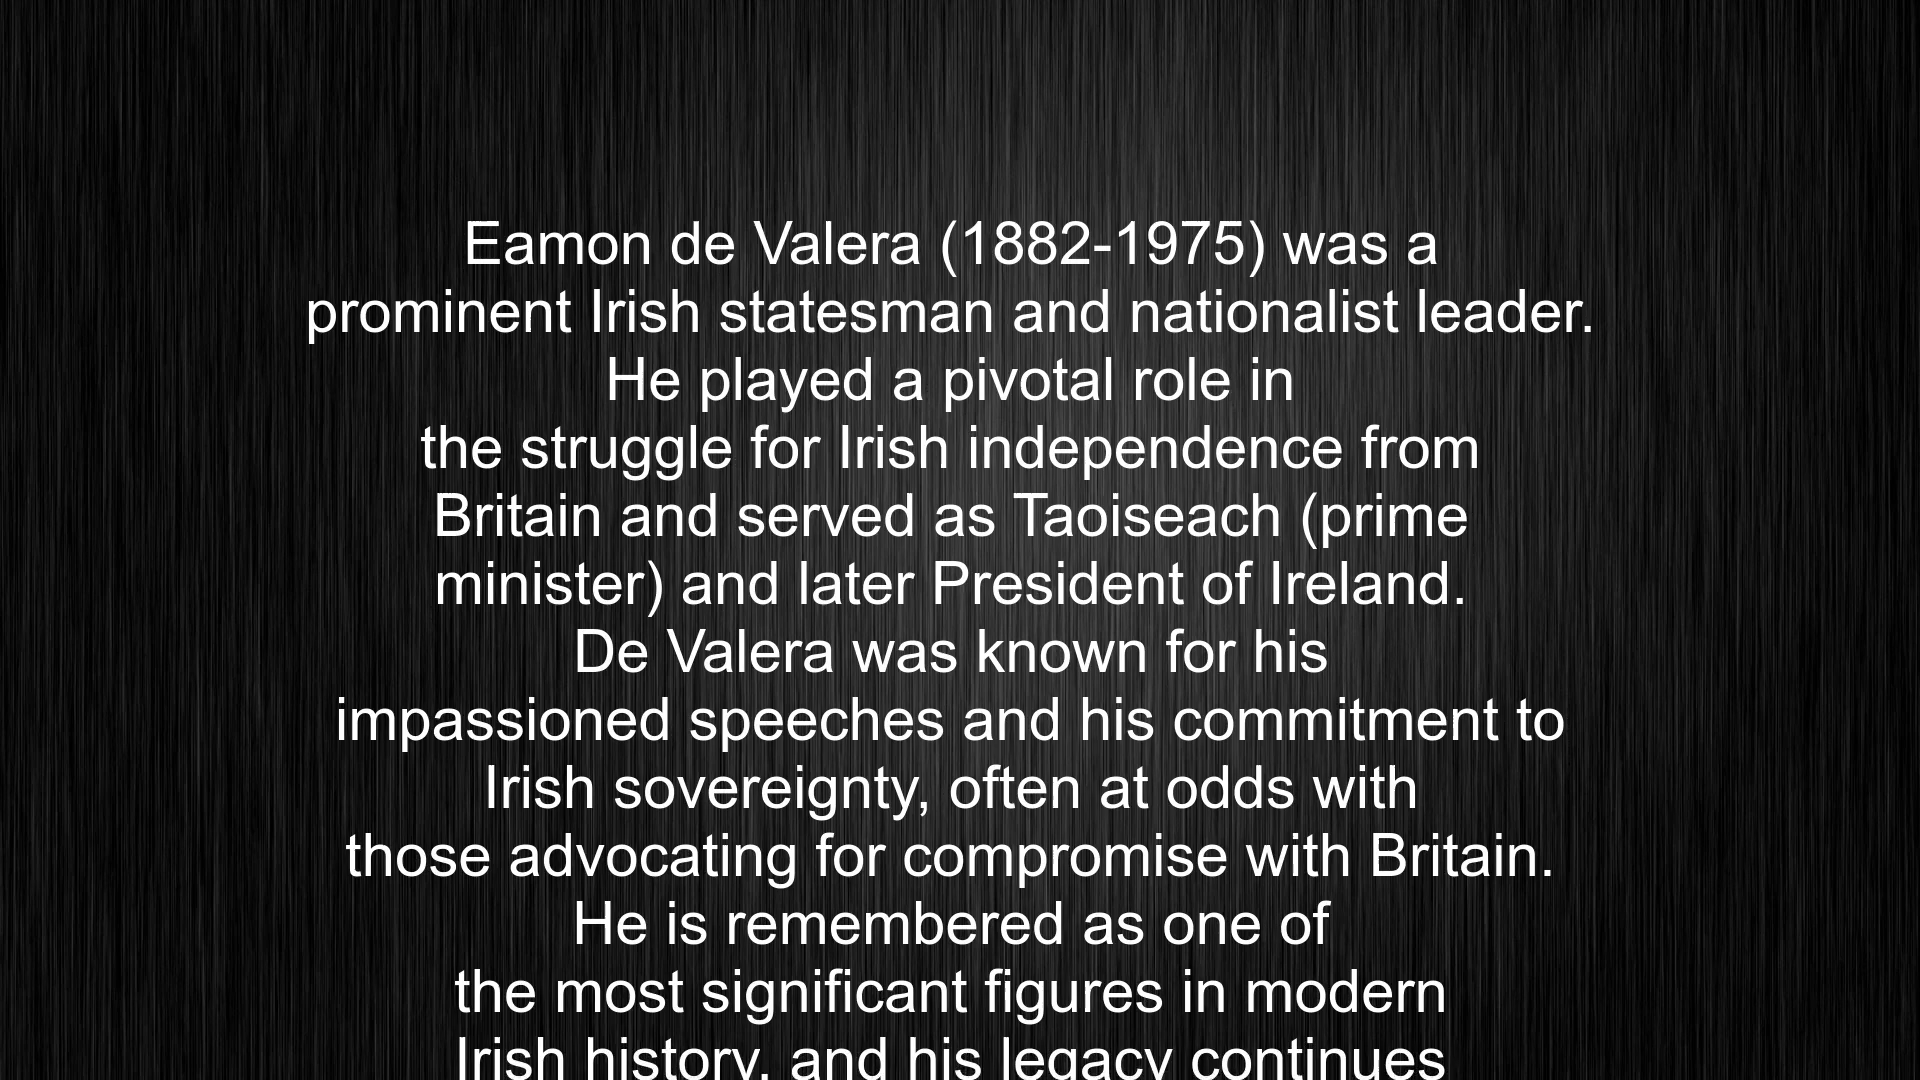 Eamon de Valera (1882-1975) was a
prominent Irish statesman and nationalist leader.
He played a pivotal role in
the struggle for Irish independence from
Britain and served as Taoiseach (prime
minister) and later President of Ireland.
De Valera was known for his
impassioned speeches and his commitment to
Irish sovereignty, often at odds with
those advocating for compromise with Britain.
He is remembered as one of
the most significant figures in modern
Irish history, and his legacy continues